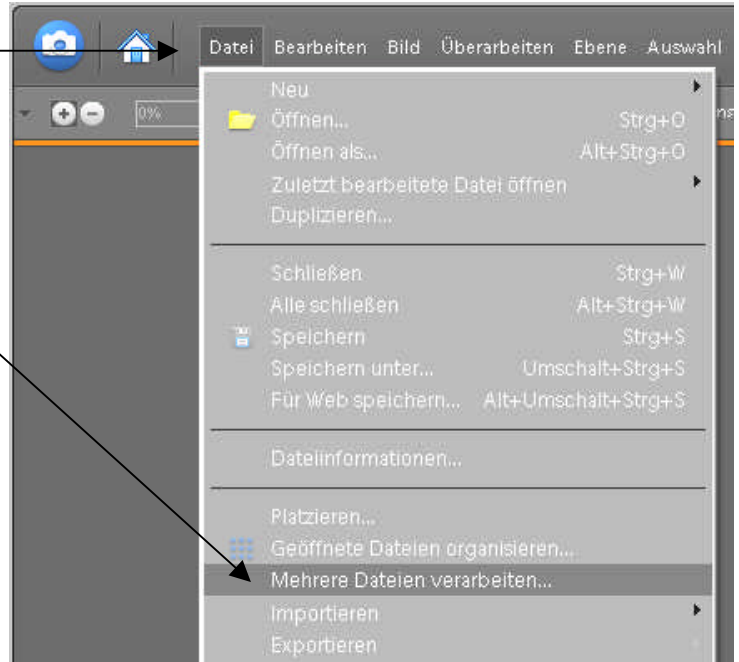 Datei Bearbeiten Bild Überarbeiten Ebene Auswahl
0%
Neu
Öffnen... Strg+O
Öffnen als... Alt+Strg+O
Zuletzt bearbeitete Datei öffnen
Duplizieren...
Schließen Strg+W
Alle schließen Alt+Strg+W
Speichern Strg+S
Speichern unter... Umschalt+Strg+S
Für Web speichern... Alt+Umschalt+Strg+S
Dateiinformationen...
Platzieren...
Geöffnete Dateien organisieren...
Mehrere Dateien verarbeiten...
Importieren
Exportieren